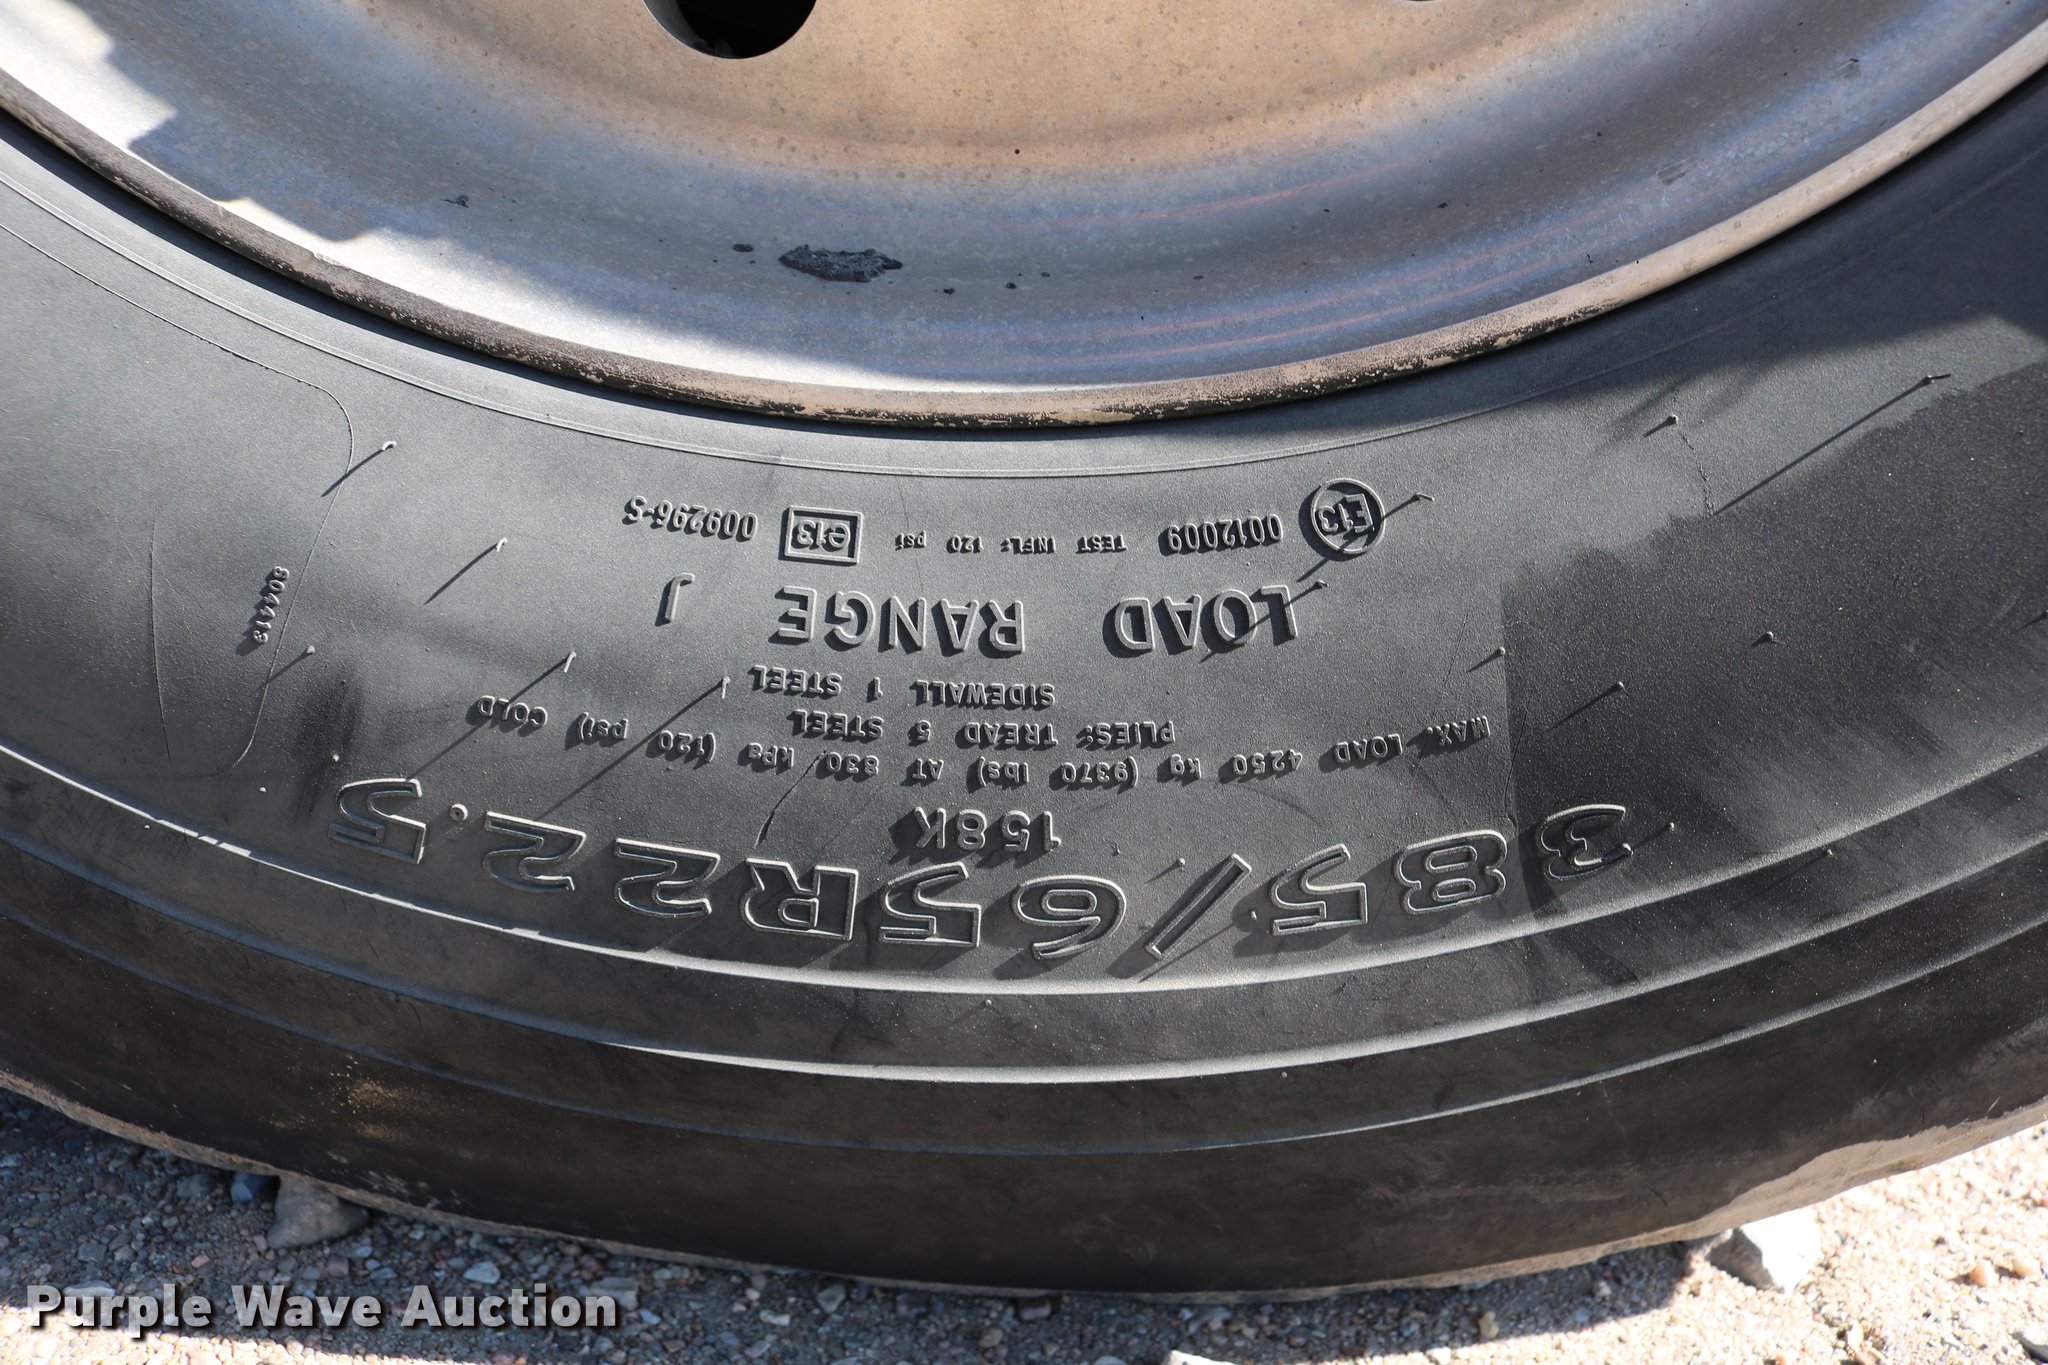 385/65R22.5
158K
MAX. LOAD 4250 kg (9370 lbs) AT 830 kPa (120 psi) COLD
PLIES: TREAD 5 STEEL
SIDEWALL 1 STEEL
LOAD RANGE J
E13 0012009 TEST INFL: 120 psi e13 009296-S
804413
Purple Wave Auction